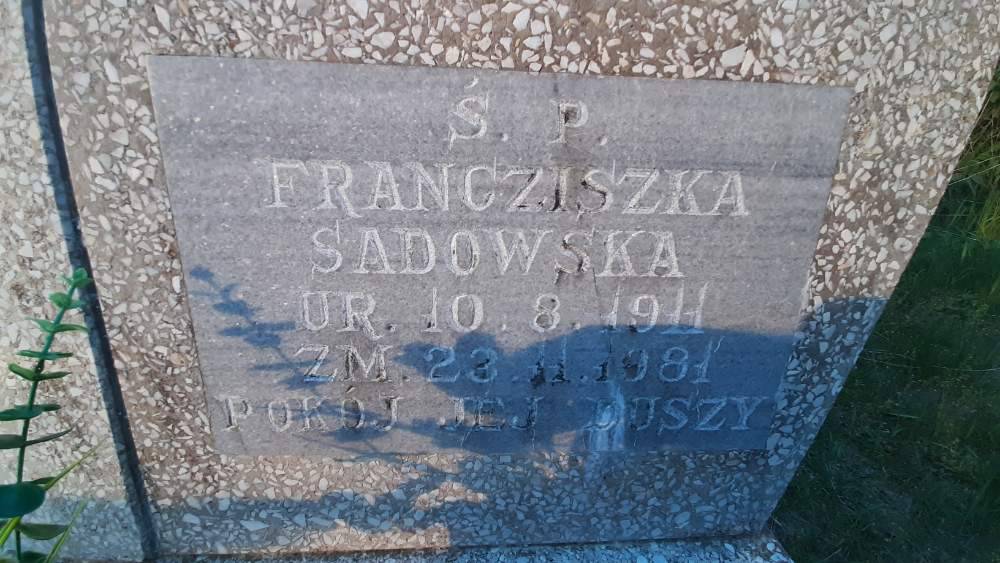 Ś. P.
FRANCZISZKA
SADOWSKA
UR. 10. 8. 1911
ZM. 23. 11. 1981
POKÓJ JEJ DUSZY